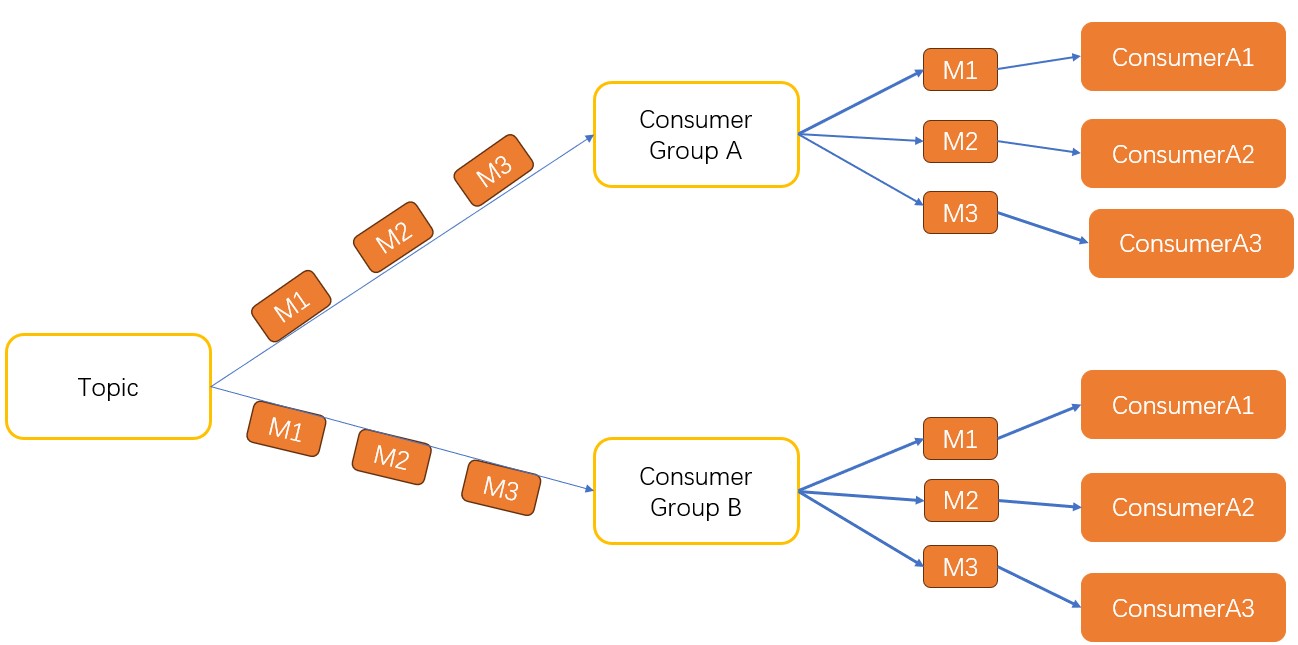 Topic
M1
M2
M3
Consumer
Group A
M1
M2
M3
ConsumerA1
ConsumerA2
ConsumerA3
M1
M2
M3
Consumer
Group B
M1
M2
M3
ConsumerA1
ConsumerA2
ConsumerA3